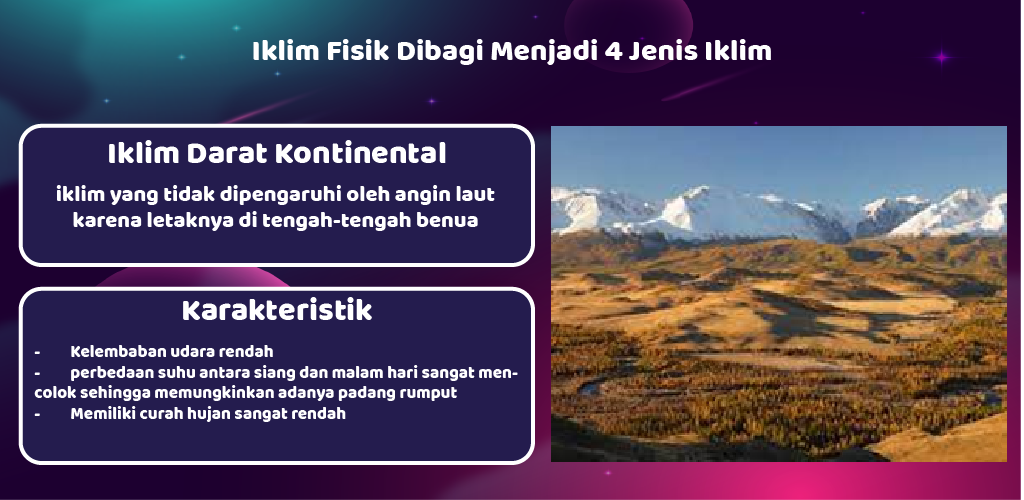 Iklim Fisik Dibagi Menjadi 4 Jenis Iklim
Iklim Darat Kontinental
iklim yang tidak dipengaruhi oleh angin laut
karena letaknya di tengah-tengah benua
Karakteristik
- Kelembaban udara rendah
- perbedaan suhu antara siang dan malam hari sangat men-
colok sehingga memungkinkan adanya padang rumput
- Memiliki curah hujan sangat rendah